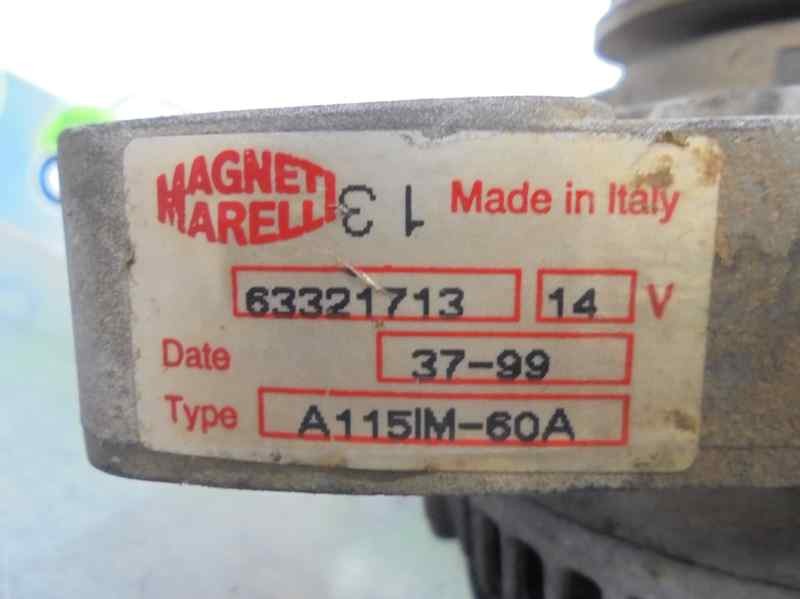 MAGNETI
MARELLI
13
Made in Italy
63321713
14 V
Date
37-99
Type
A115IM-60A